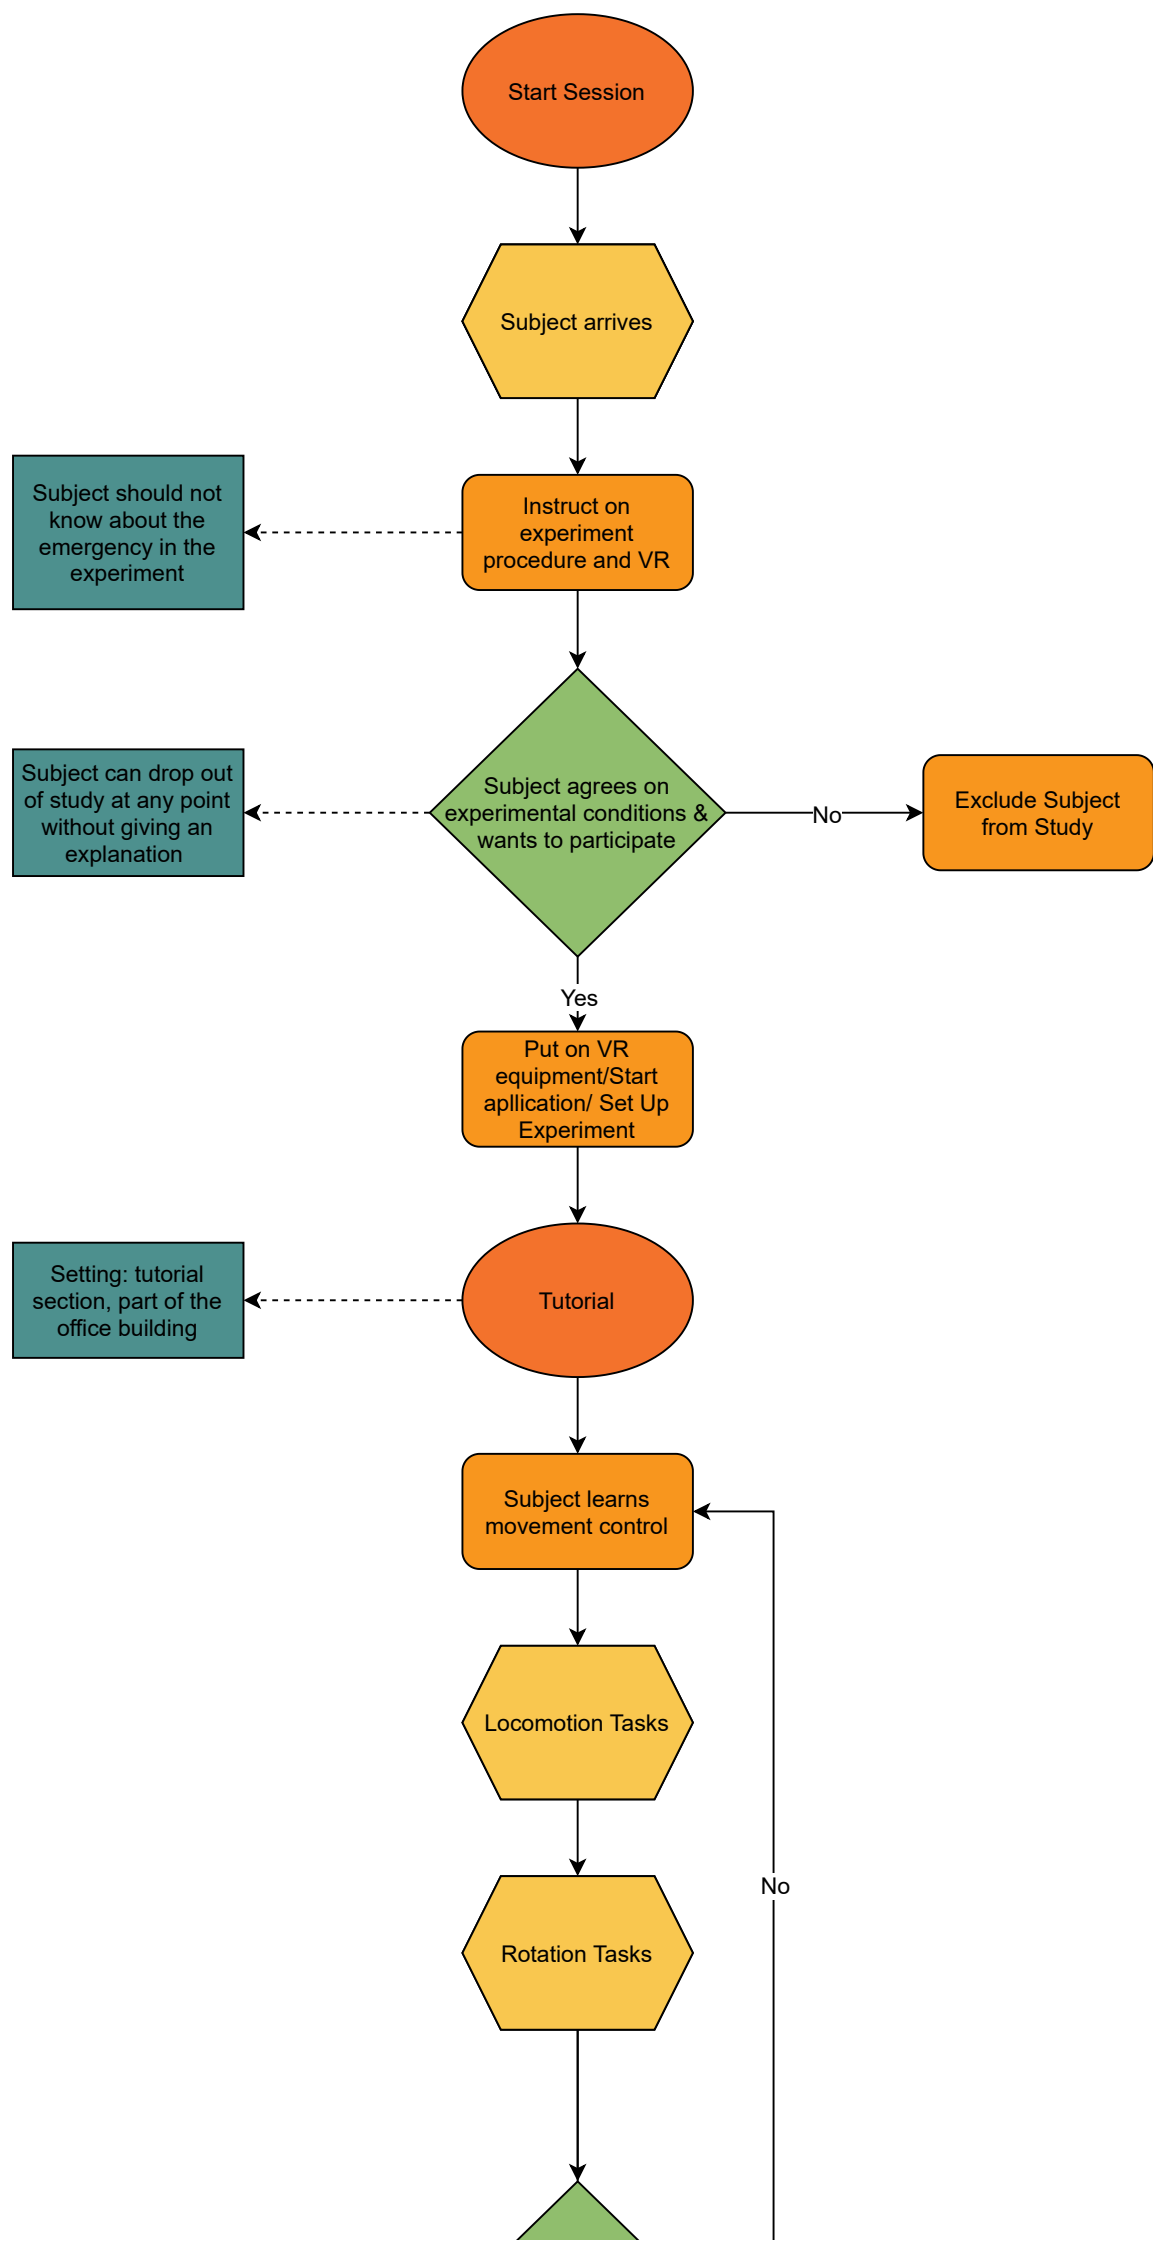 Start Session
Subject arrives
Subject should not
know about the
emergency in the
experiment
Instruct on
experiment
procedure and VR
Subject can drop out
of study at any point
without giving an
explanation
Subject agrees on
experimental conditions &
wants to participate
No
Exclude Subject
from Study
Yes
Put on VR
equipment/Start
apllication/ Set Up
Experiment
Setting: tutorial
section, part of the
office building
Tutorial
Subject learns
movement control
Locomotion Tasks
No
Rotation Tasks